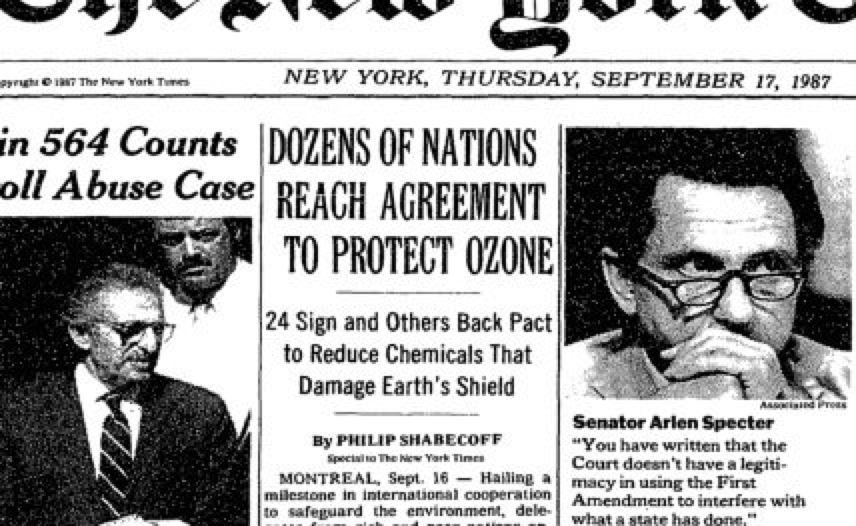 The New York
Copyright © 1987 The New York Times
NEW YORK, THURSDAY, SEPTEMBER 17, 1987
in 564 Counts
oll Abuse Case
DOZENS OF NATIONS
REACH AGREEMENT
TO PROTECT OZONE
24 Sign and Others Back Pact
to Reduce Chemicals That
Damage Earth's Shield
By PHILIP SHABECOFF
Special to The New York Times
MONTREAL, Sept. 16 — Hailing a
milestone in international cooperation
to safeguard the environment, dele-
Associated Press
Senator Arlen Specter
"You have written that the
Court doesn't have a legiti-
macy in using the First
Amendment to interfere with
what a state has done."